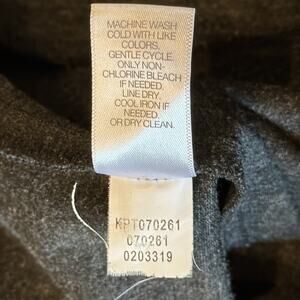 MACHINE WASH
COLD WITH LIKE
COLORS.
GENTLE CYCLE.
ONLY NON-
CHLORINE BLEACH
IF NEEDED.
LINE DRY.
COOL IRON IF
NEEDED
OR DRY CLEAN.
KPT070261
070261
0203319